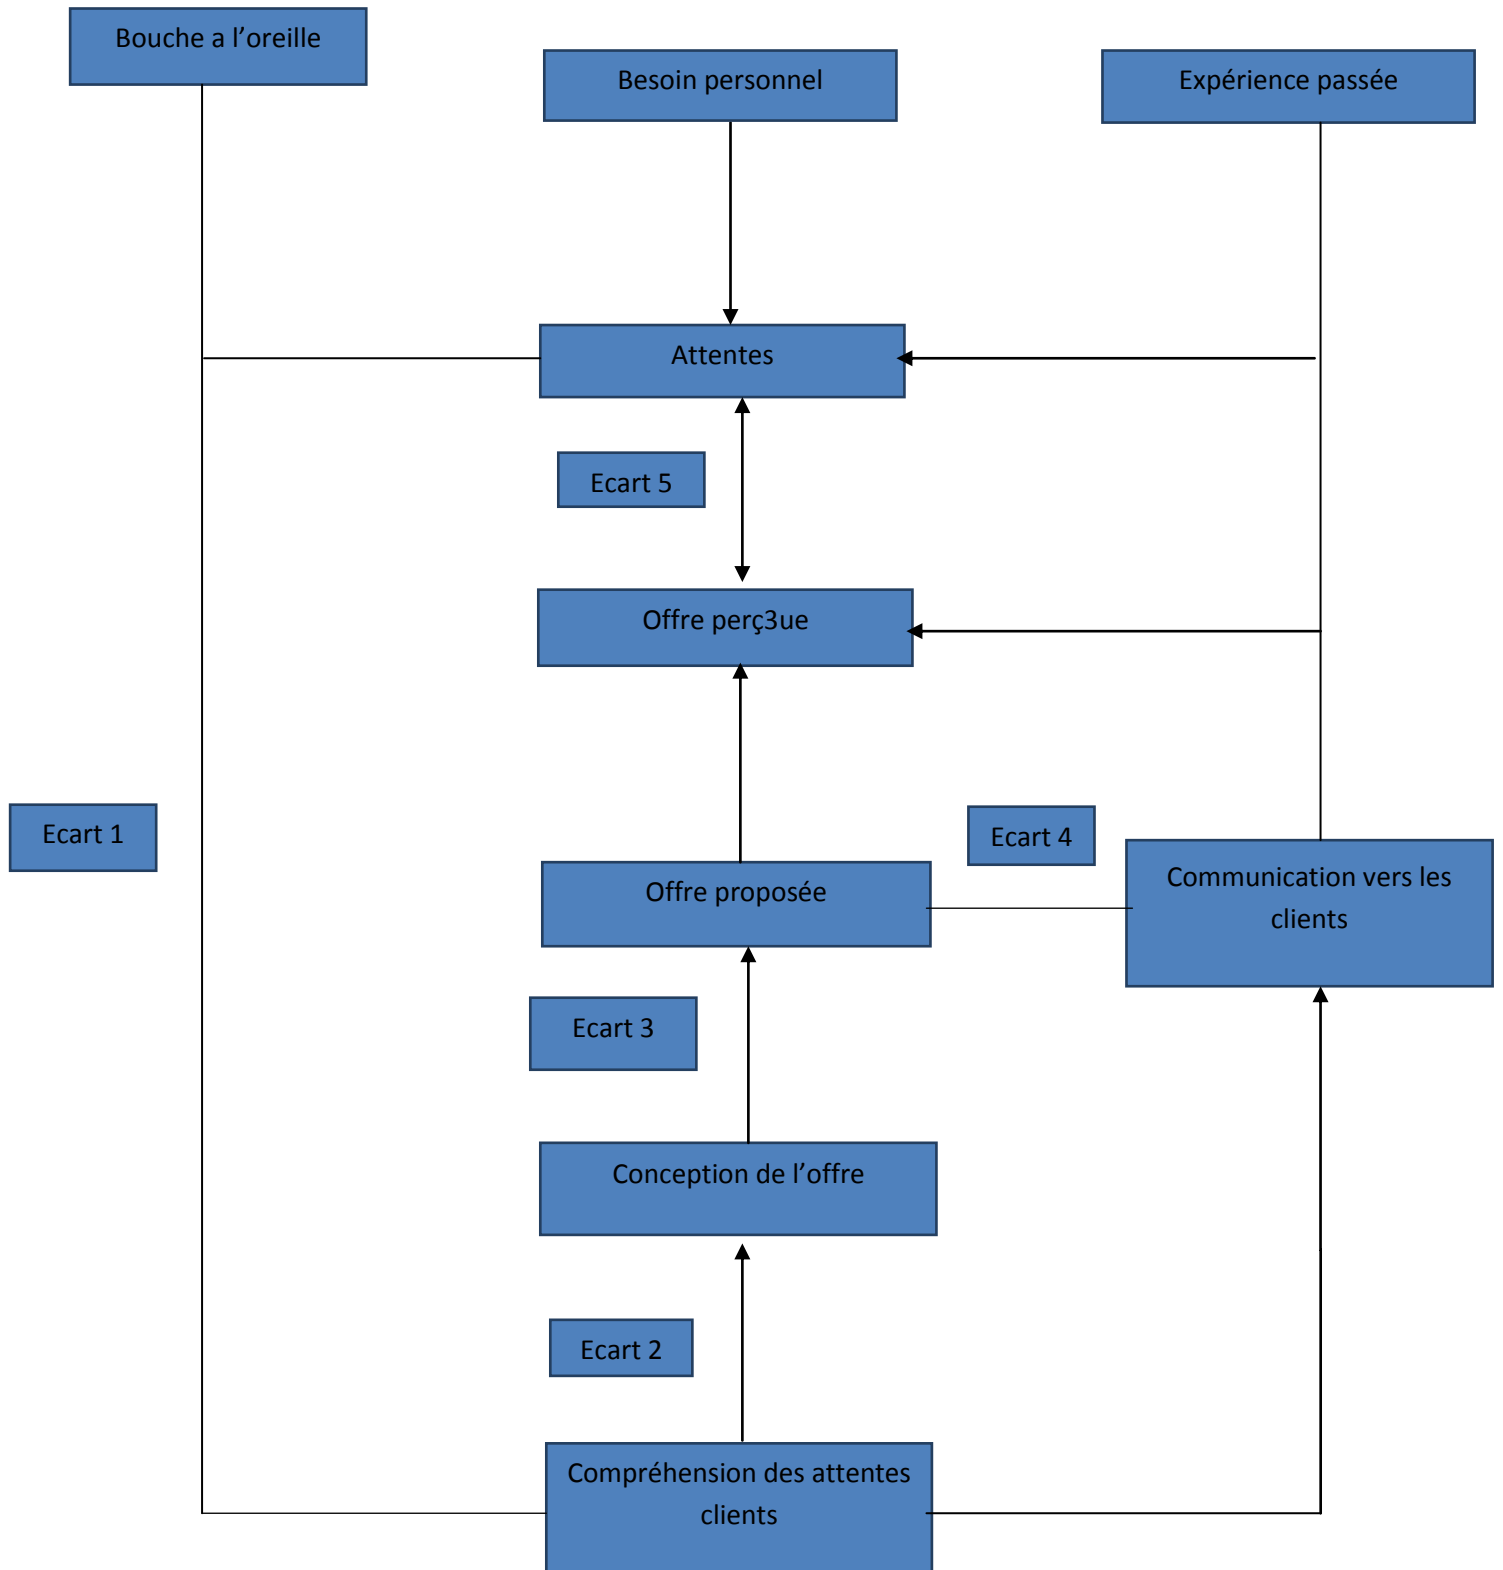 Bouche a l’oreille
Besoin personnel
Expérience passée
Attentes
Ecart 5
Offre perç3ue
Ecart 1
Ecart 4
Offre proposée
Communication vers les
clients
Ecart 3
Conception de l’offre
Ecart 2
Compréhension des attentes
clients